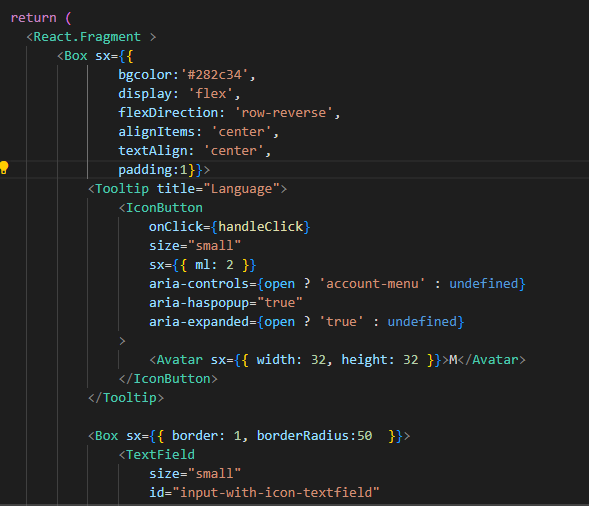 return (
<React.Fragment >
<Box sx={{
bgcolor:'#282c34',
display: 'flex',
flexDirection: 'row-reverse',
alignItems: 'center',
textAlign: 'center',
padding:1}}>
<Tooltip title="Language">
<IconButton
onClick={handleClick}
size="small"
sx={{ ml: 2 }}
aria-controls={open ? 'account-menu' : undefined}
aria-haspopup="true"
aria-expanded={open ? 'true' : undefined}
>
<Avatar sx={{ width: 32, height: 32 }}>M</Avatar>
</IconButton>
</Tooltip>
<Box sx={{ border: 1, borderRadius:50  }}>
<TextField
size="small"
id="input-with-icon-textfield"